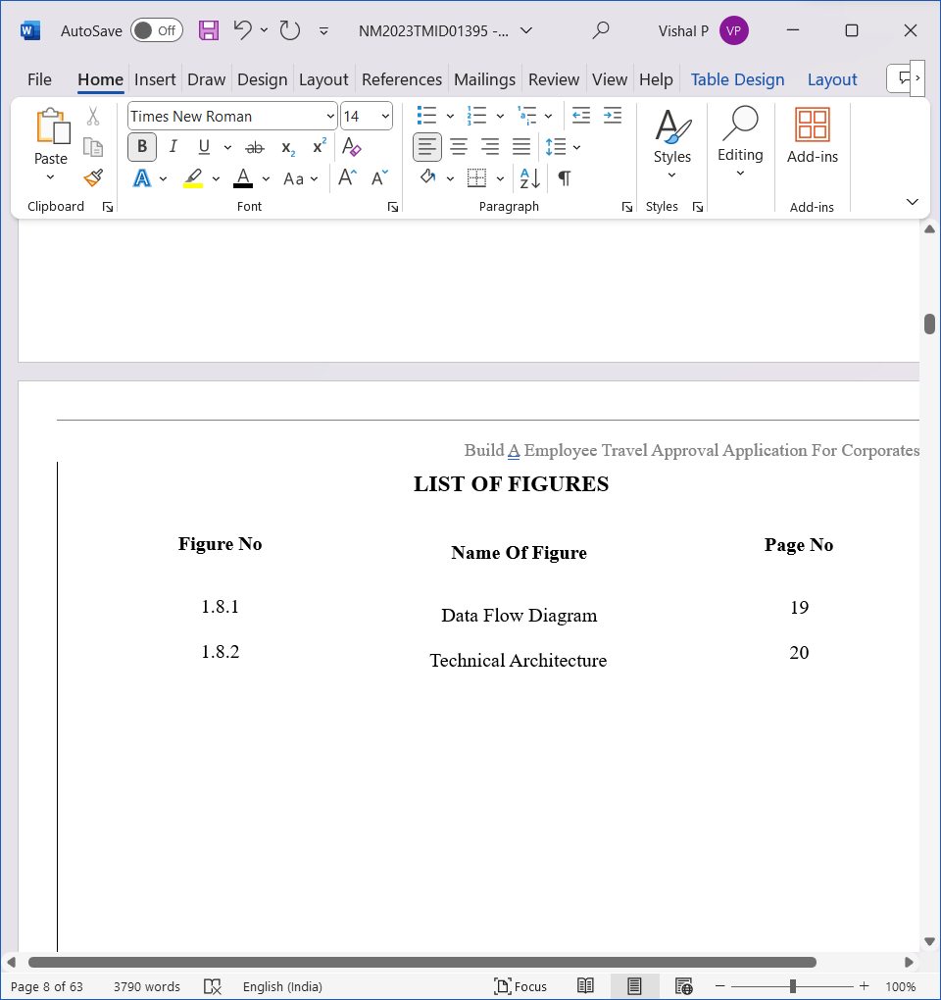 AutoSave Off NM2023TMID01395 -... Vishal P VP
File Home Insert Draw Design Layout References Mailings Review View Help Table Design Layout
Times New Roman 14
Paste B I U ab x₂ x² A Styles Editing Add-ins
A A Aa A A A Z
Clipboard Font Paragraph Styles Add-ins
Build A Employee Travel Approval Application For Corporates
LIST OF FIGURES
Figure No Name Of Figure Page No
1.8.1 Data Flow Diagram 19
1.8.2 Technical Architecture 20
Page 8 of 63 3790 words English (India) Focus 100%